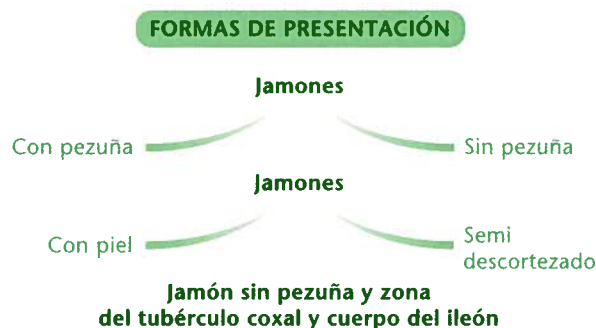 FORMAS DE PRESENTACIÓN
Jamones
Con pezuña
Sin pezuña
Jamones
Con piel
Semi
descortezado
Jamón sin pezuña y zona
del tubérculo coxal y cuerpo del ileón